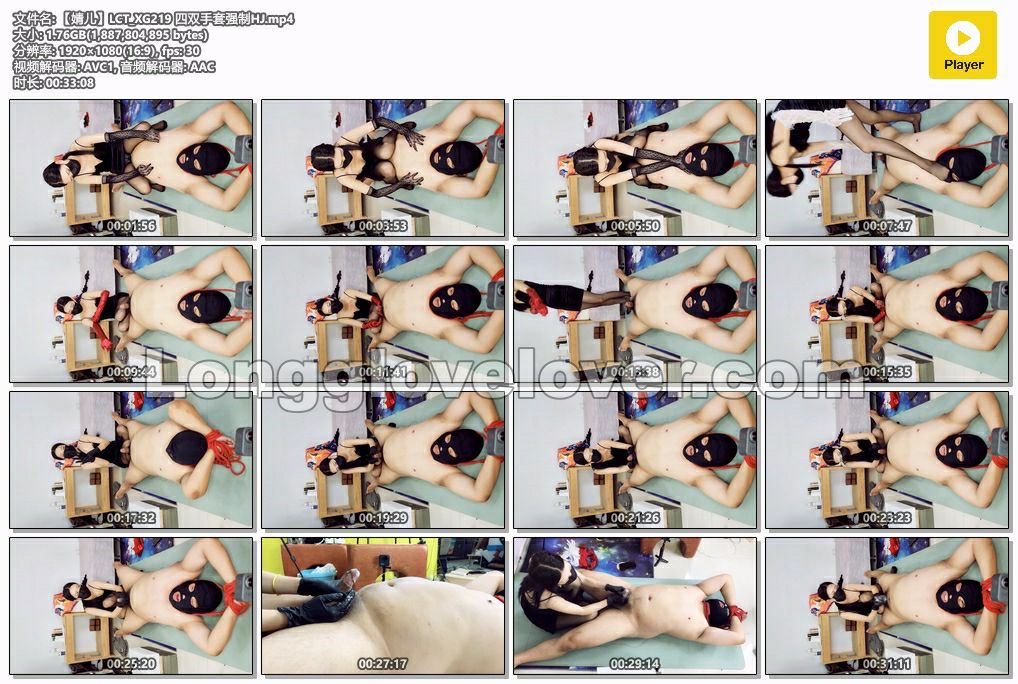 文件名: 【婧儿】LCT_XG219 四双手套强制HJ.mp4
大小: 1.76GB(1,887,804,895 bytes)
分辨率: 1920×1080(16:9), fps: 30
视频解码器: AVC1, 音频解码器: AAC
时长: 00:33:08
Player
00:01:56
00:03:53
00:05:50
00:07:47
00:09:44
00:11:41
00:13:38
00:15:35
Longglovelover.com
00:17:32
00:19:29
00:21:26
00:23:23
00:25:20
00:27:17
00:29:14
00:31:11